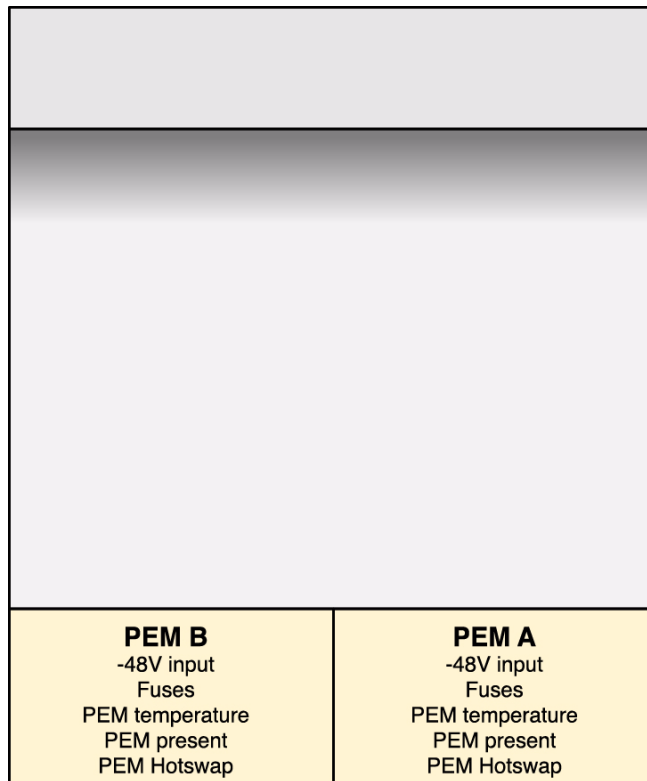 PEM B
-48V input
Fuses
PEM temperature
PEM present
PEM Hotswap
PEM A
-48V input
Fuses
PEM temperature
PEM present
PEM Hotswap